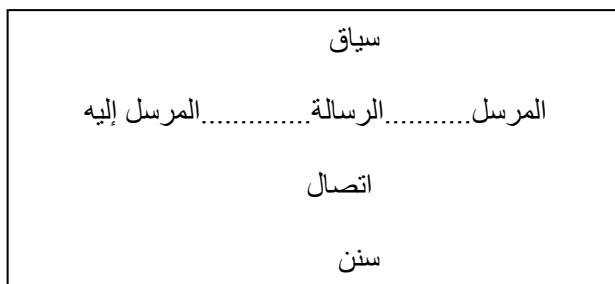 سياق
المرسل...........الرسالة..............المرسل إليه
اتصال
سنن